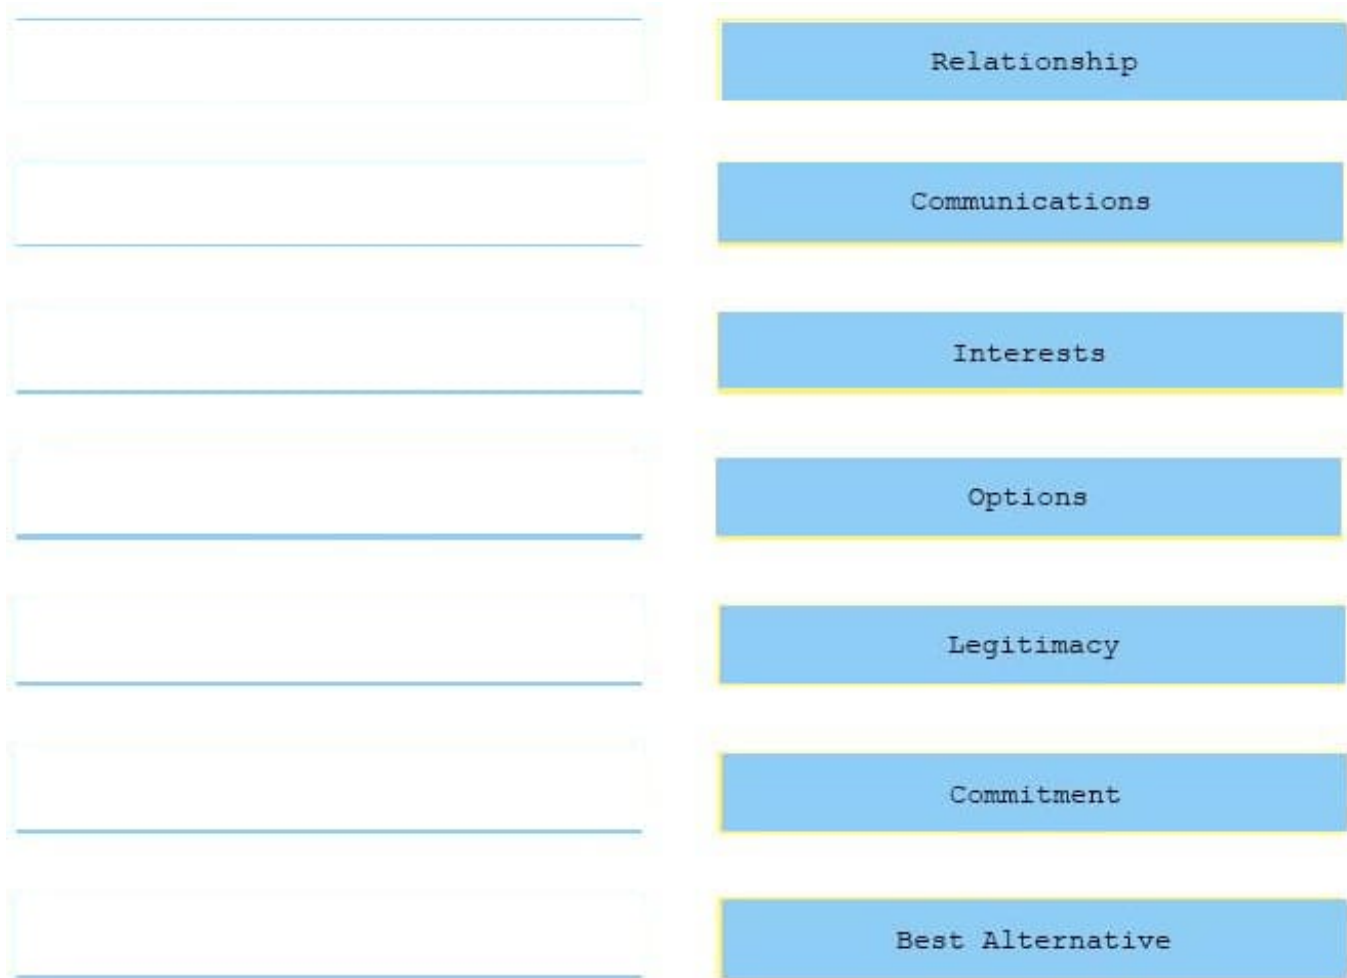 Relationship
Communications
Interests
Options
Legitimacy
Commitment
Best Alternative